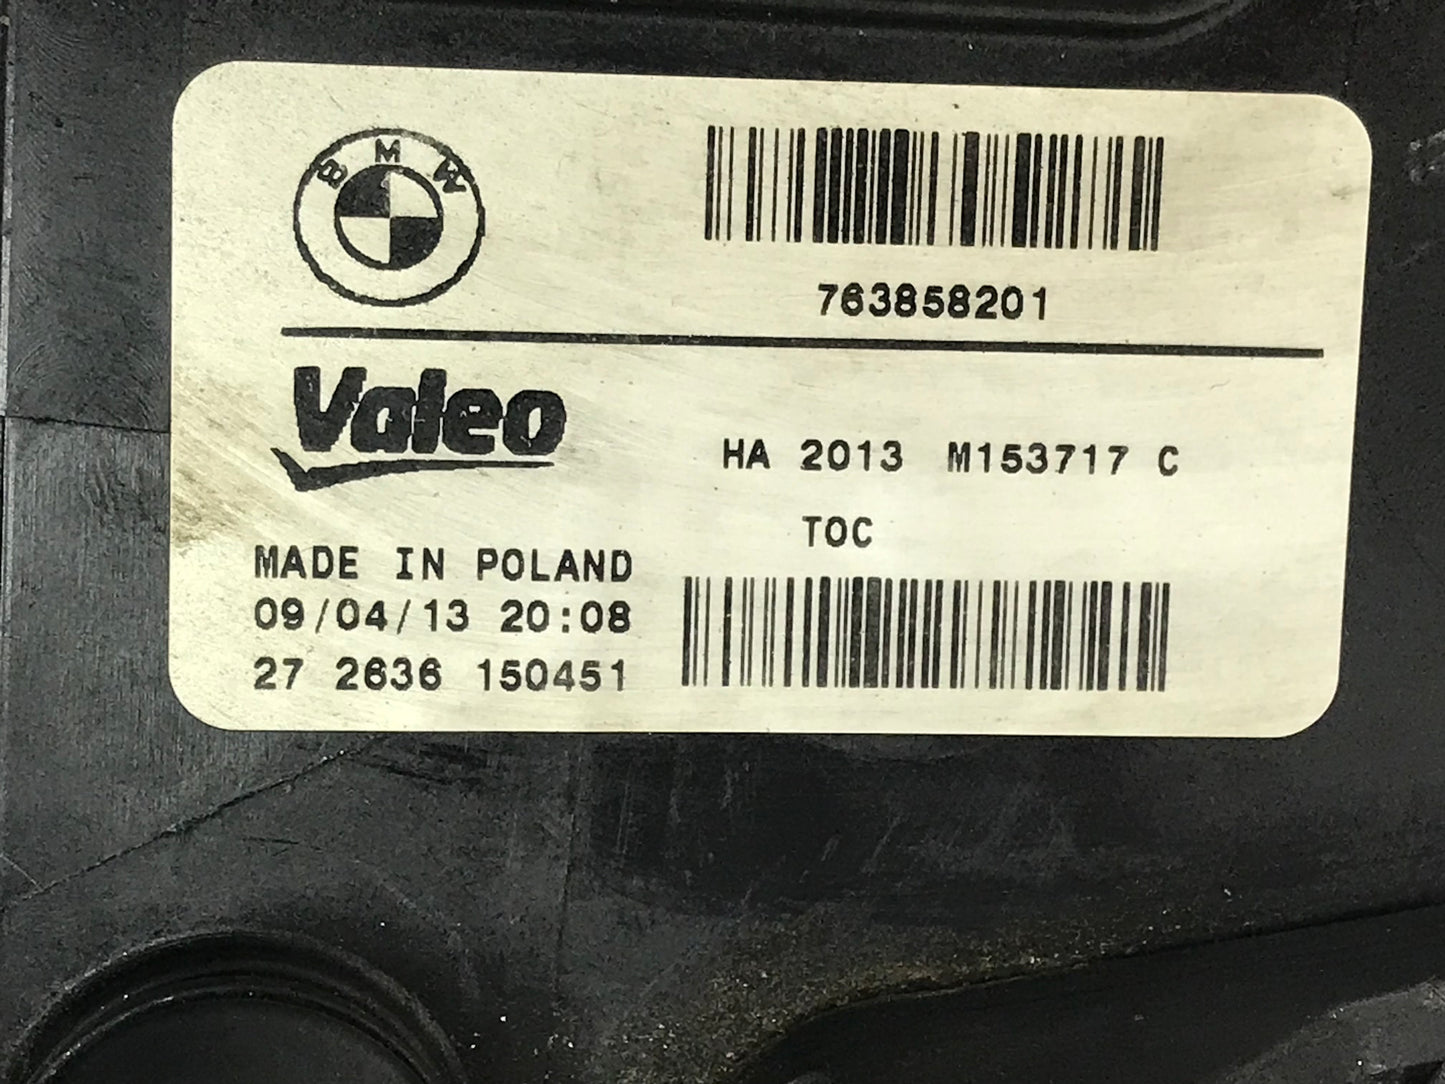 BMW
763858201
Valeo
HA 2013 M153717 C
TOC
MADE IN POLAND
09/04/13 20:08
27 2636 150451